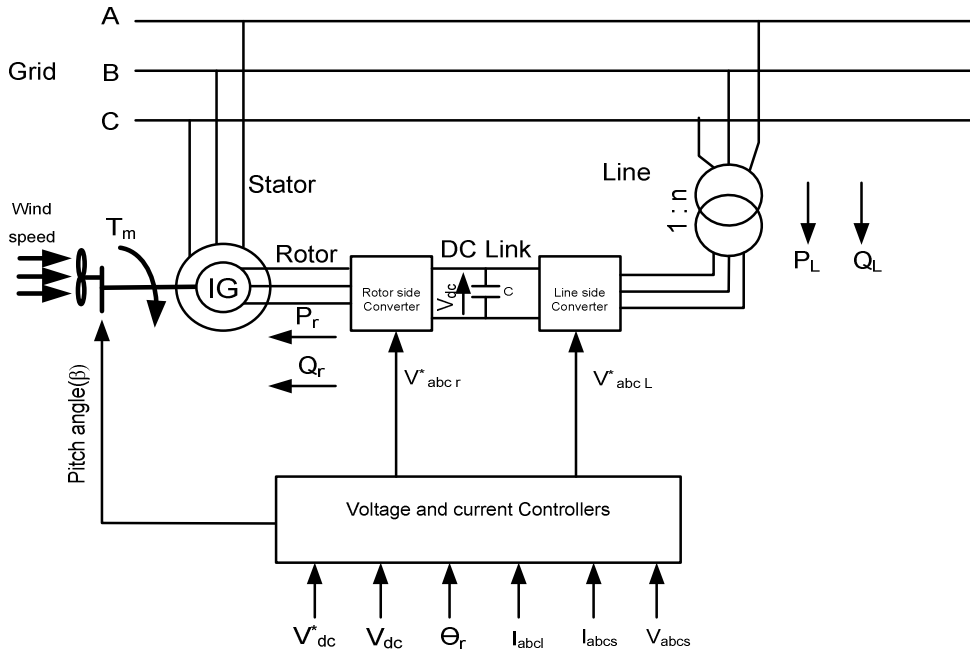 A
Grid
B
C
Stator
Line
1 : n
Wind
speed
Tm
PL
QL
Rotor
DC Link
IG
Rotor side
Converter
Vdc
C
Line side
Converter
Pr
Qr
V*abc r
V*abc L
Pitch angle(β)
Voltage and current Controllers
V*dc
Vdc
Θr
Iabcl
Iabcs
Vabcs